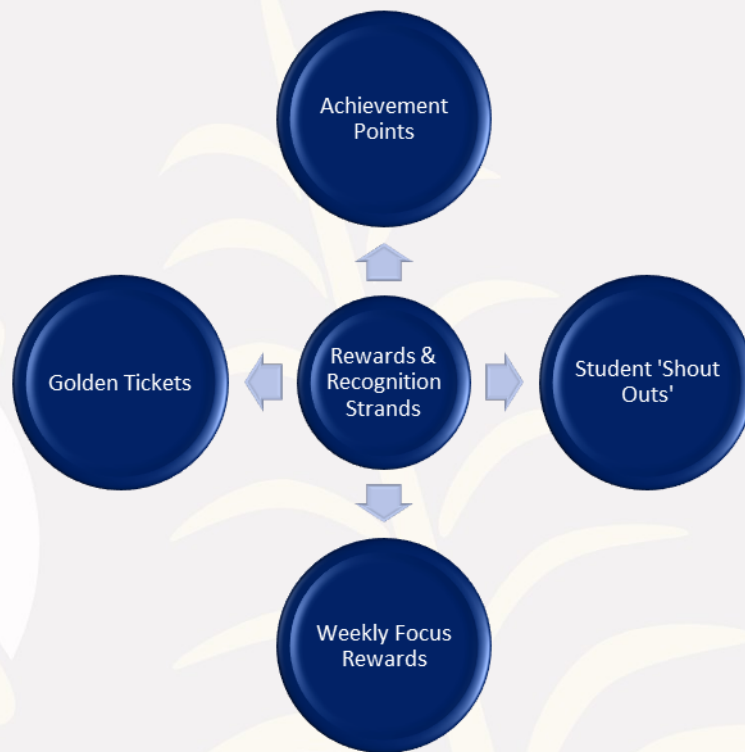 Achievement
Points
Golden Tickets
Rewards &
Recognition
Strands
Student 'Shout
Outs'
Weekly Focus
Rewards